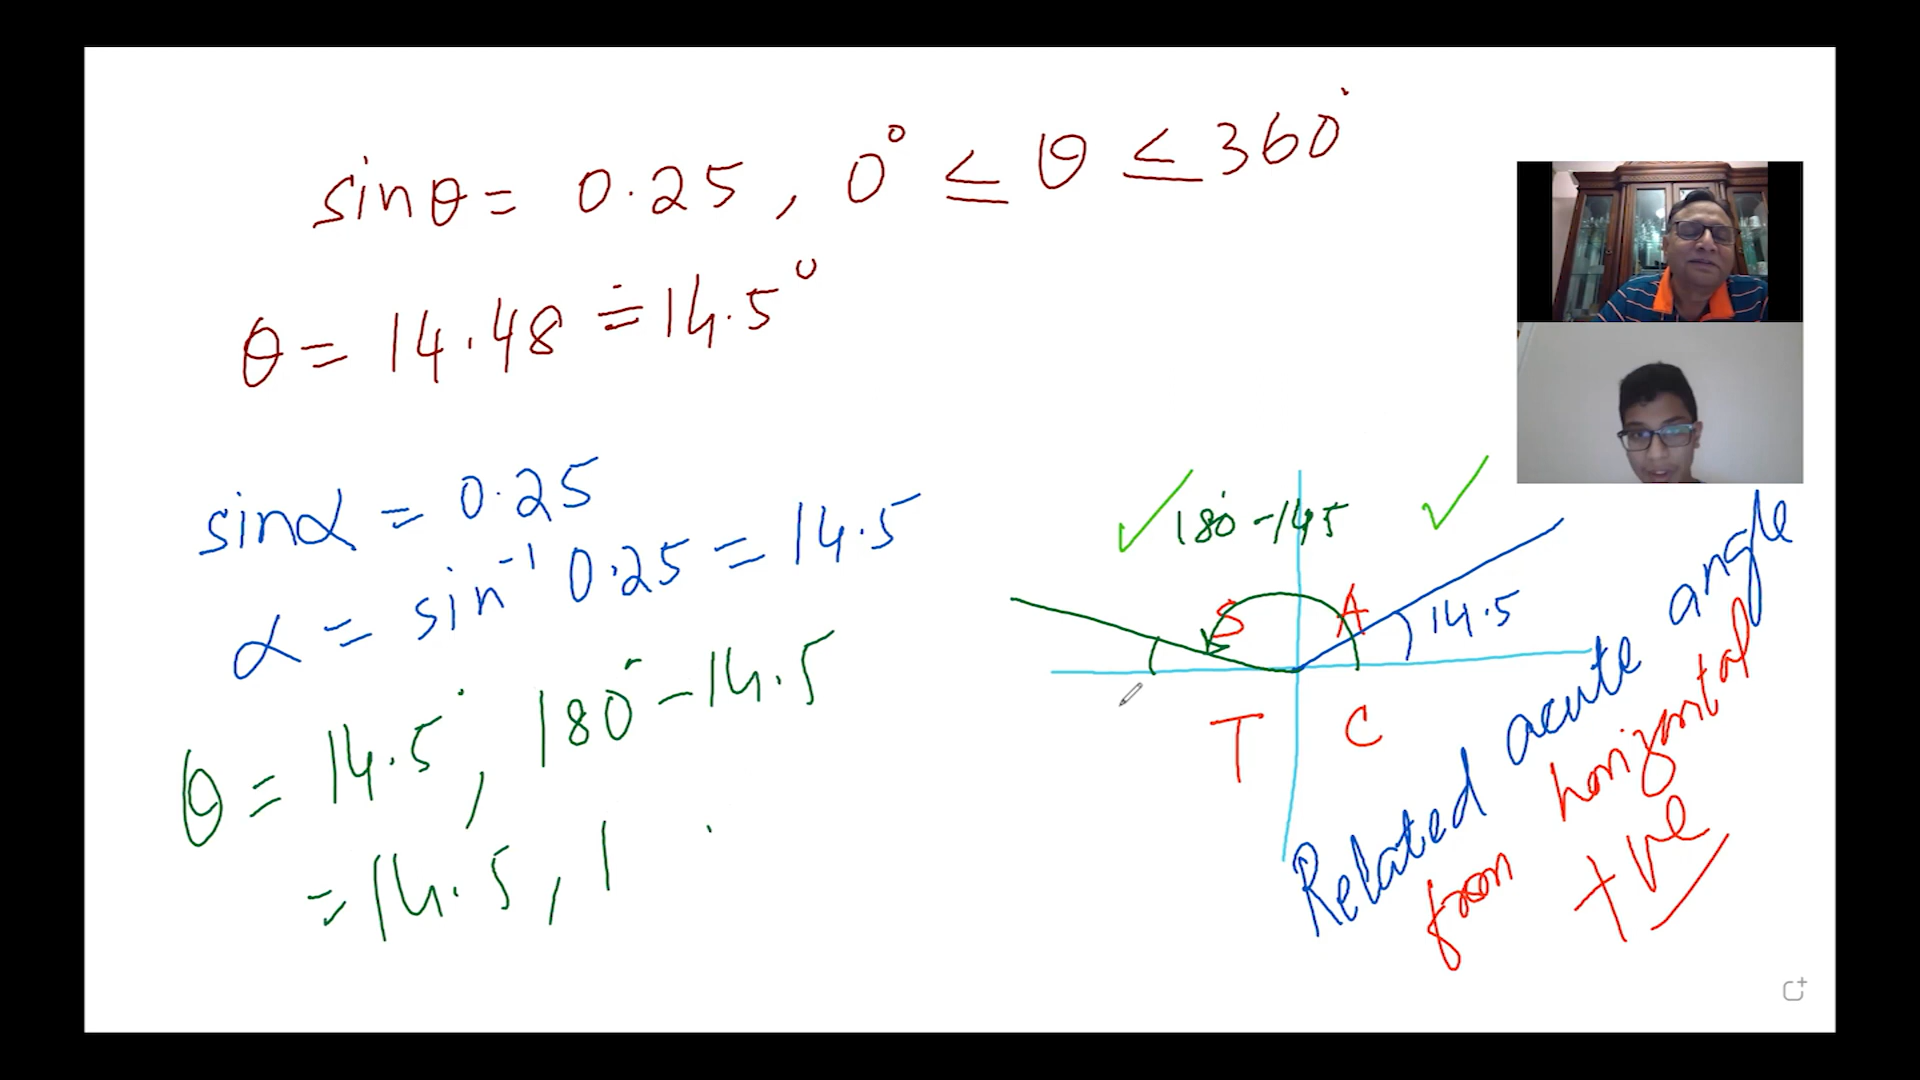 sinθ = 0.25, 0° ≤ θ ≤ 360°
θ = 14.48 ≐ 14.5°
sinα = 0.25
α = sin⁻¹ 0.25 = 14.5
θ = 14.5°, 180° - 14.5
= 14.5, 1
180° - 14.5
S A
14.5
T C
Related acute angle
from horizontal
+ve